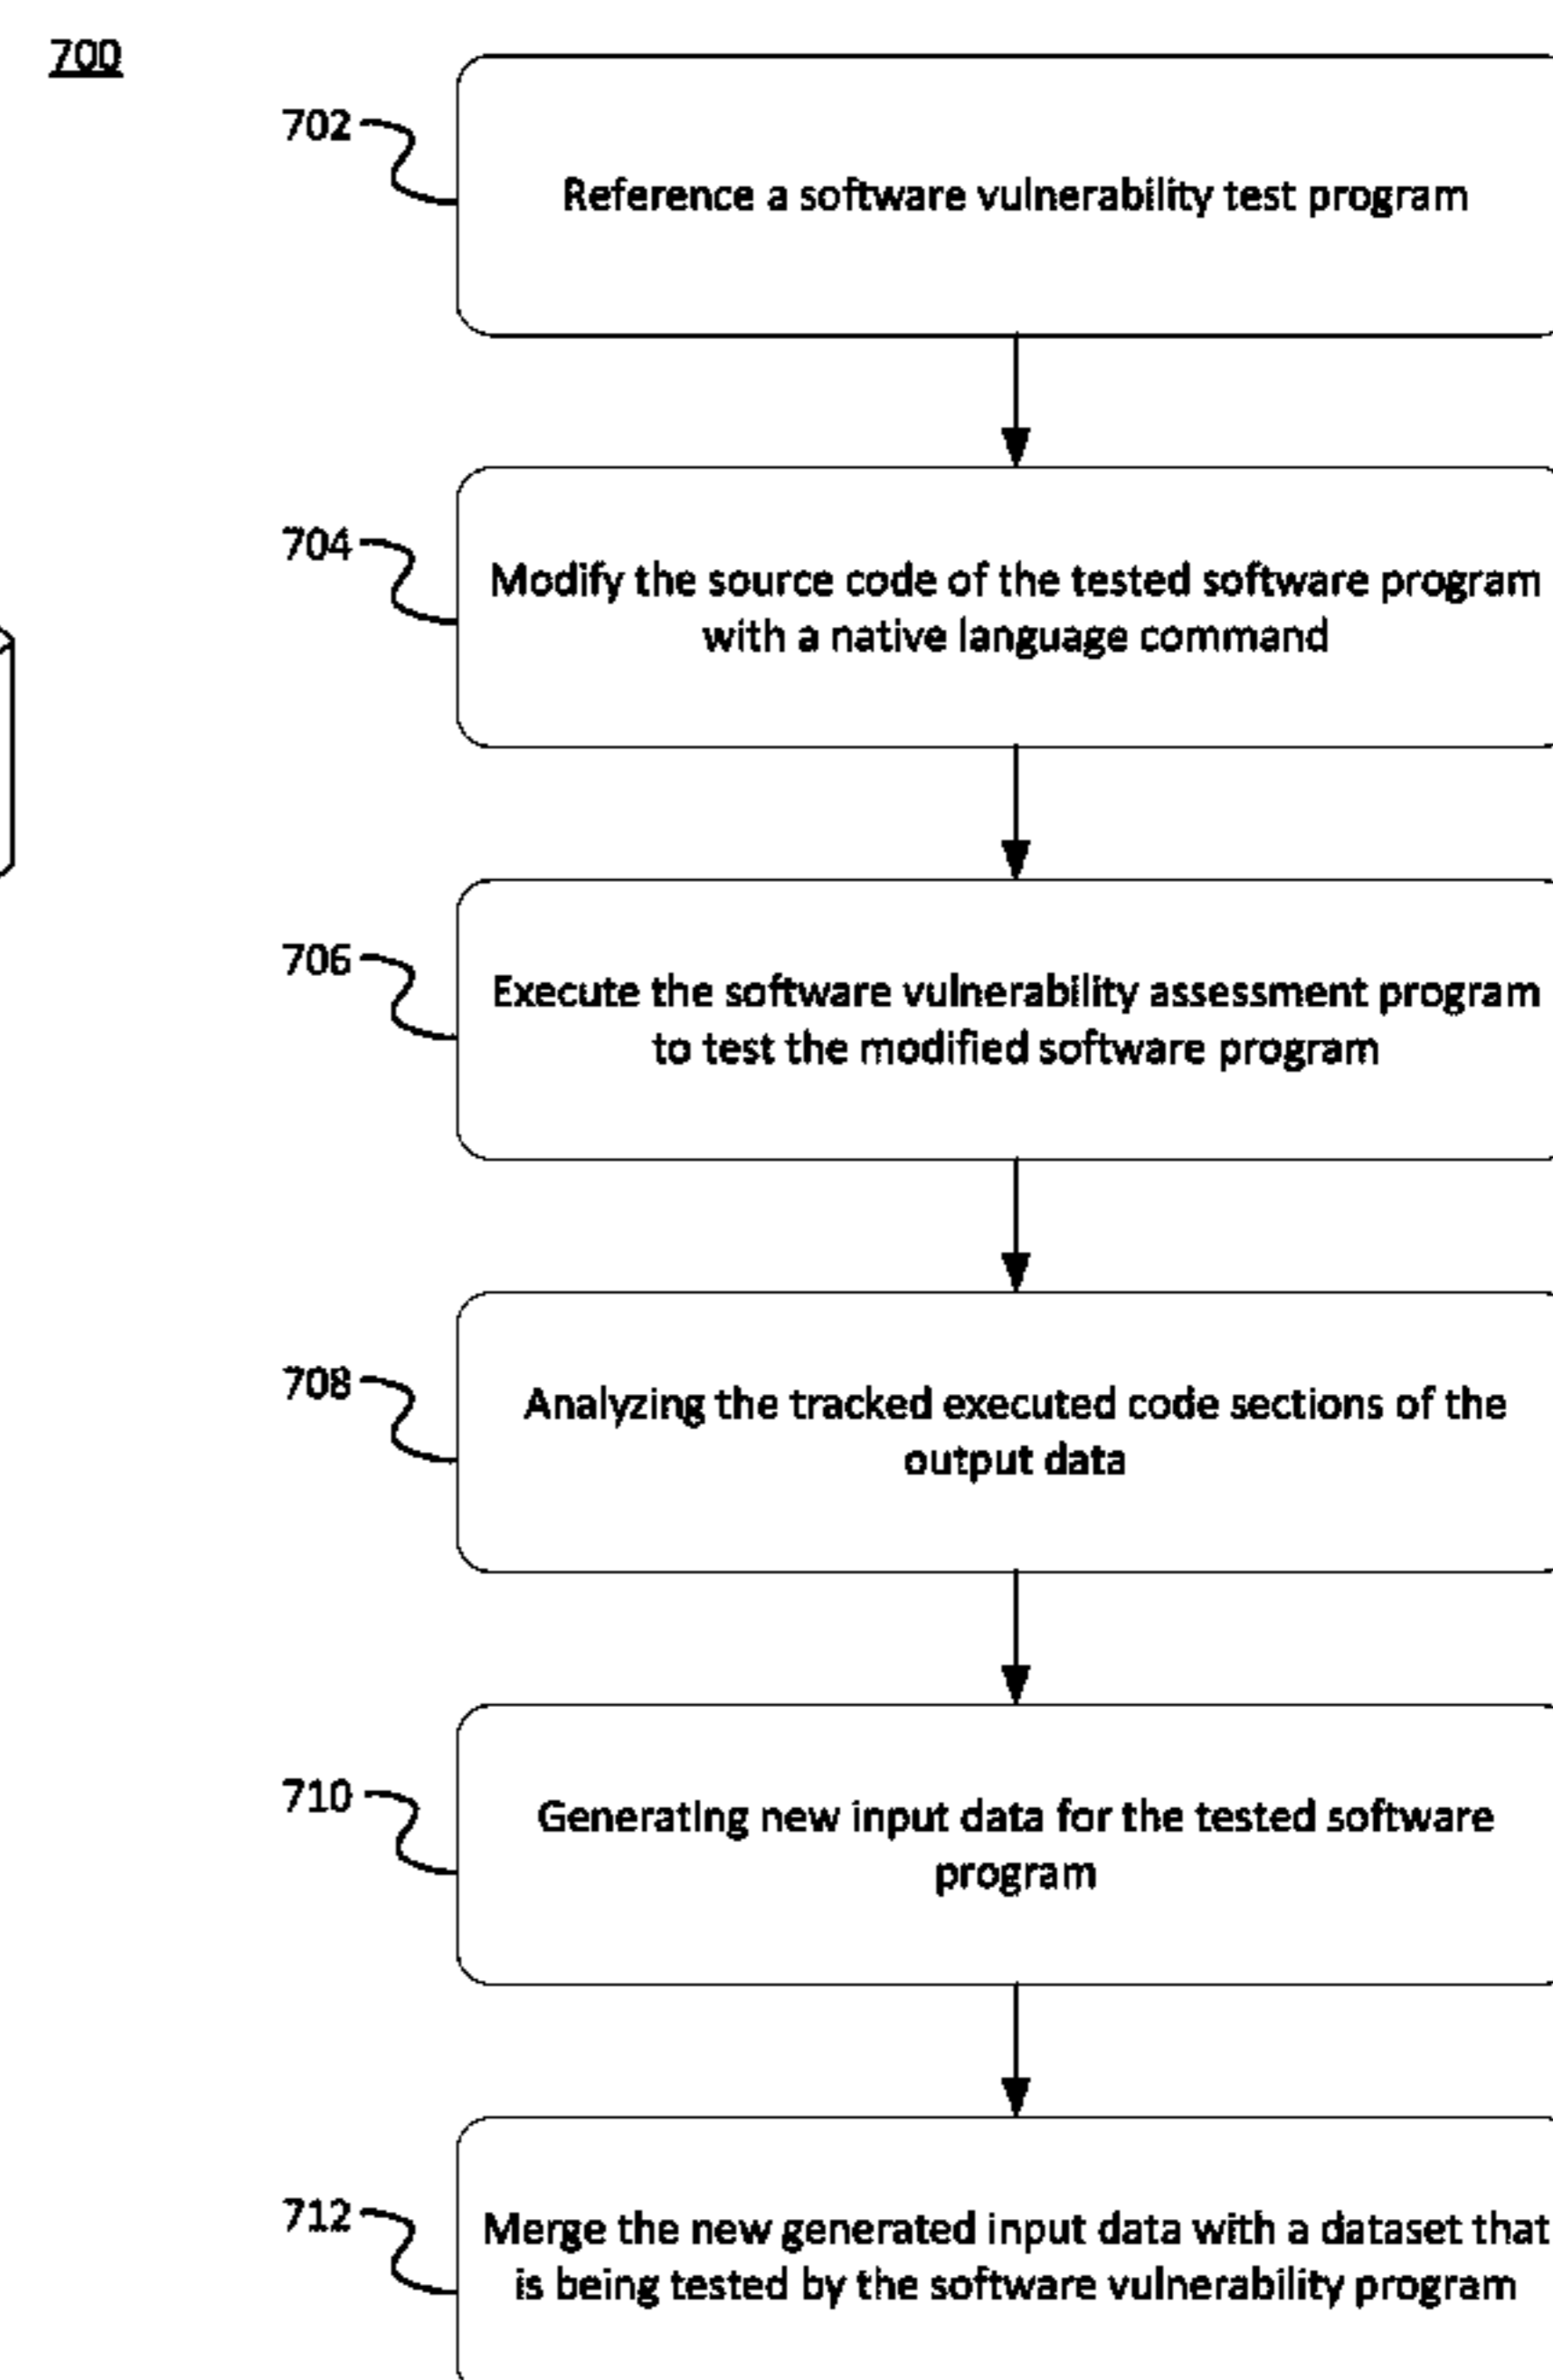 700
702
Reference a software vulnerability test program
704
Modify the source code of the tested software program
with a native language command
706
Execute the software vulnerability assessment program
to test the modified software program
708
Analyzing the tracked executed code sections of the
output data
710
Generating new input data for the tested software
program
712
Merge the new generated input data with a dataset that
is being tested by the software vulnerability program